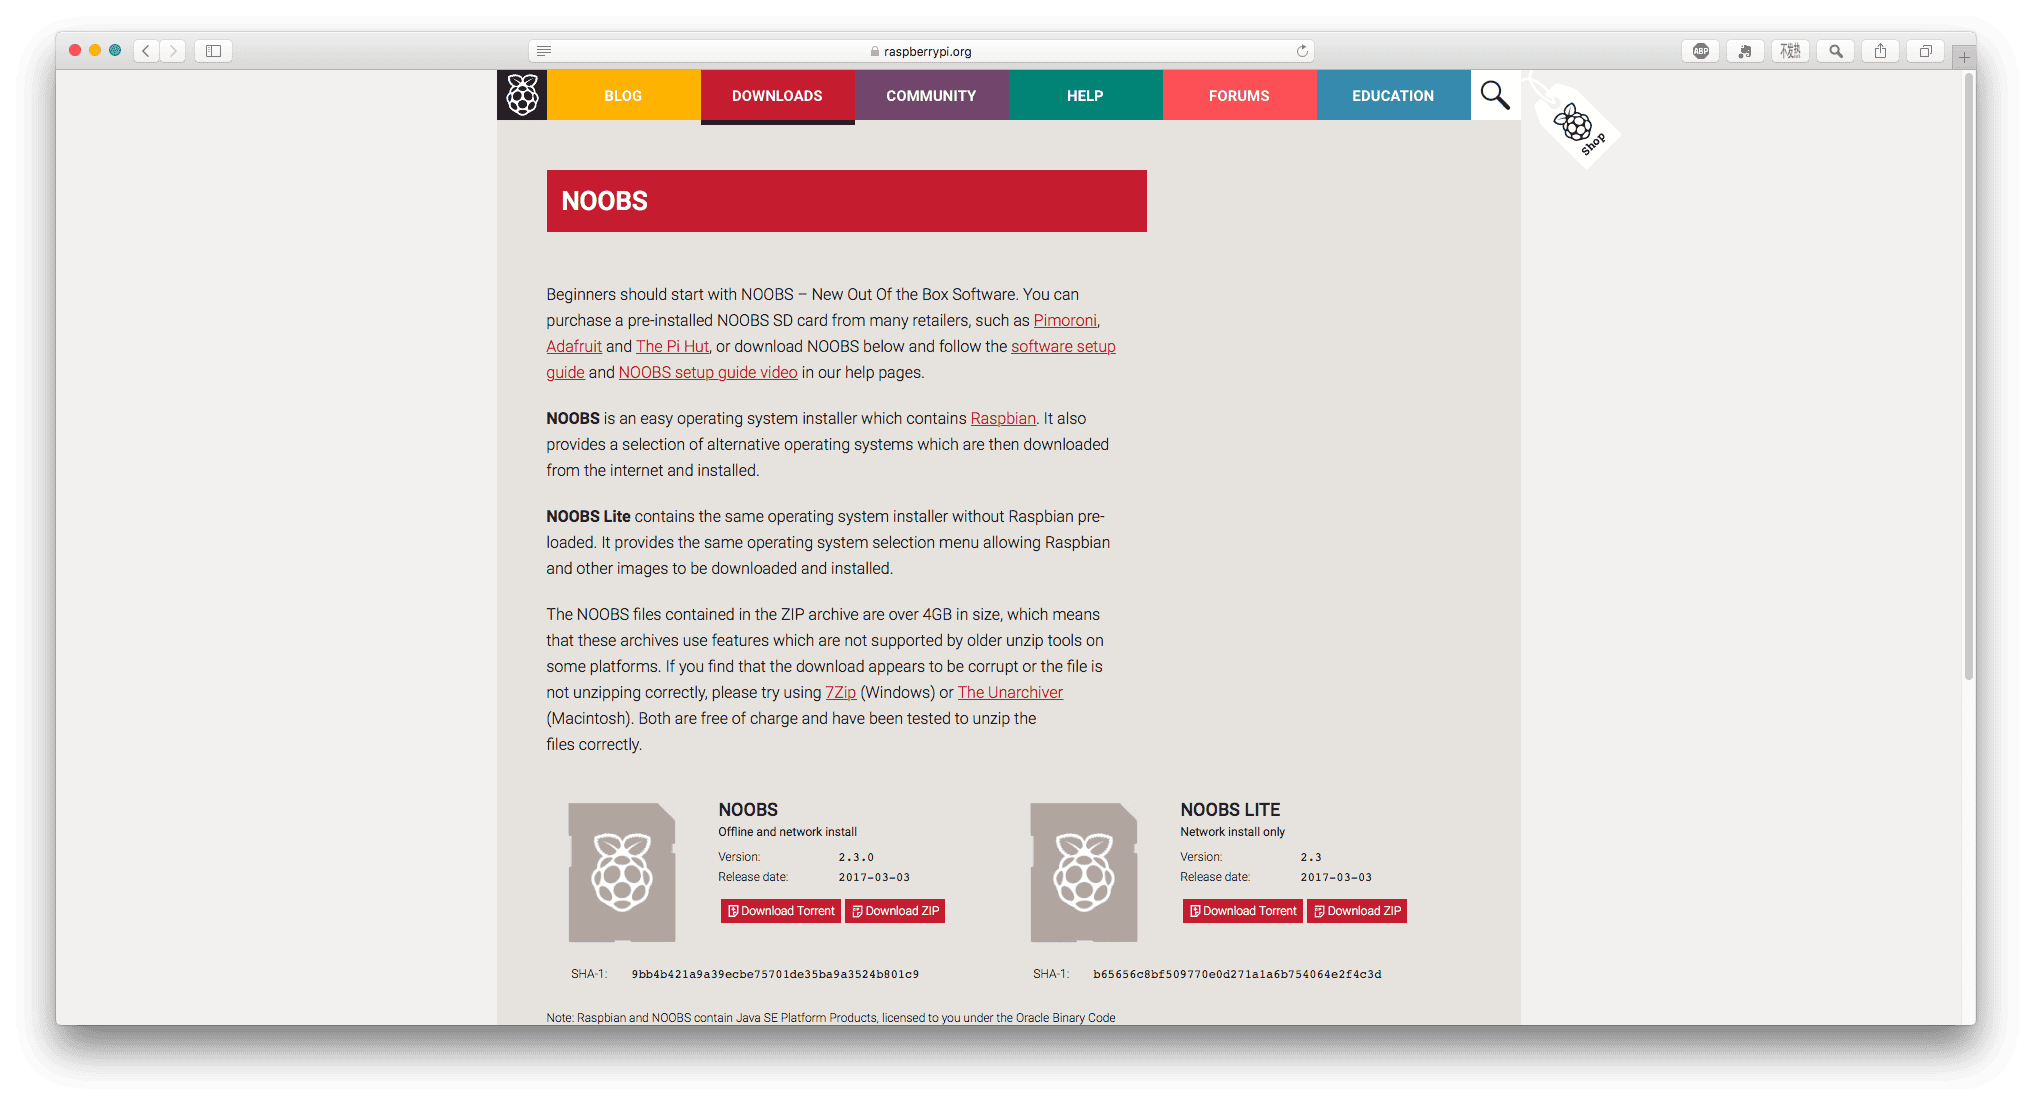 raspberrypi.org
ABP
不发热
BLOG
DOWNLOADS
COMMUNITY
HELP
FORUMS
EDUCATION
Shop
NOOBS
Beginners should start with NOOBS – New Out Of the Box Software. You can
purchase a pre-installed NOOBS SD card from many retailers, such as Pimoroni,
Adafruit and The Pi Hut, or download NOOBS below and follow the software setup
guide and NOOBS setup guide video in our help pages.
NOOBS is an easy operating system installer which contains Raspbian. It also
provides a selection of alternative operating systems which are then downloaded
from the internet and installed.
NOOBS Lite contains the same operating system installer without Raspbian pre-
loaded. It provides the same operating system selection menu allowing Raspbian
and other images to be downloaded and installed.
The NOOBS files contained in the ZIP archive are over 4GB in size, which means
that these archives use features which are not supported by older unzip tools on
some platforms. If you find that the download appears to be corrupt or the file is
not unzipping correctly, please try using 7Zip (Windows) or The Unarchiver
(Macintosh). Both are free of charge and have been tested to unzip the
files correctly.
NOOBS
Offline and network install
Version: 2.3.0
Release date: 2017-03-03
Download Torrent Download ZIP
SHA-1: 9bb4b421a9a39ecbe75701de35ba9a3524b801c9
NOOBS LITE
Network install only
Version: 2.3
Release date: 2017-03-03
Download Torrent Download ZIP
SHA-1: b65656c8bf509770e0d271a1a6b754064e2f4c3d
Note: Raspbian and NOOBS contain Java SE Platform Products, licensed to you under the Oracle Binary Code